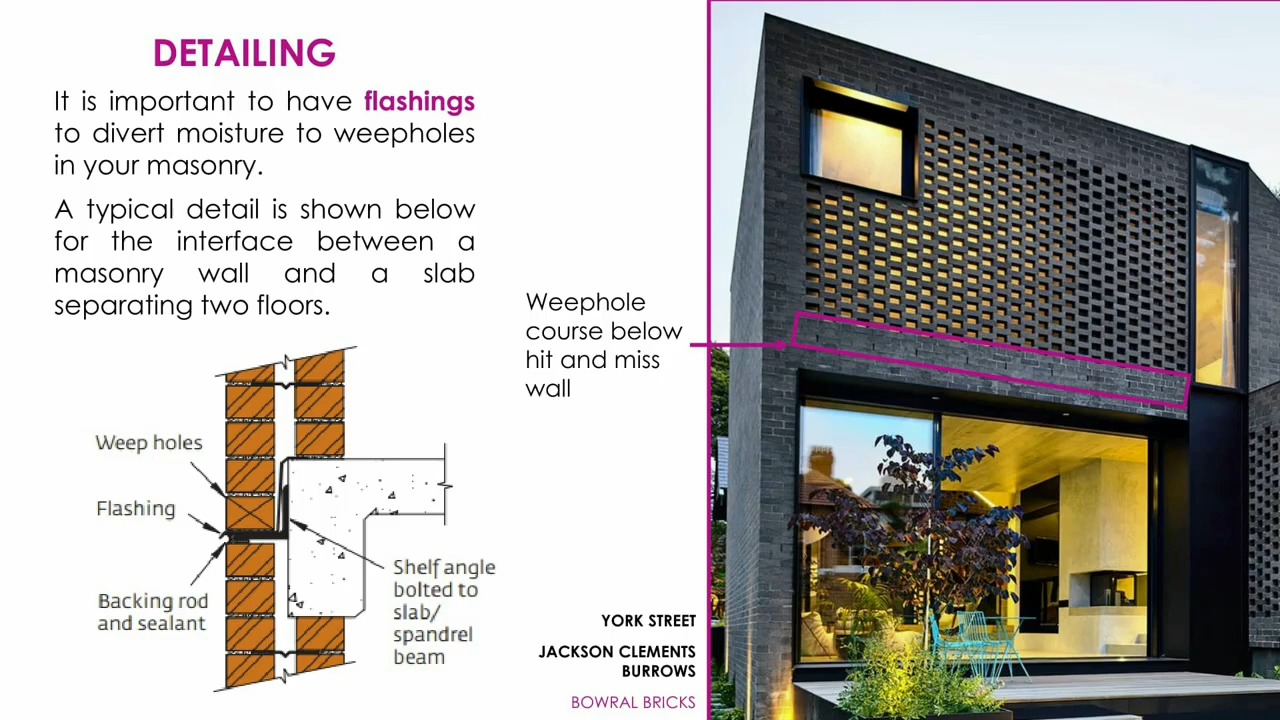 DETAILING
It is important to have flashings
to divert moisture to weepholes
in your masonry.
A typical detail is shown below
for the interface between a
masonry wall and a slab
separating two floors.
Weephole
course below
hit and miss
wall
Weep holes
Flashing
Backing rod
and sealant
Shelf angle
bolted to
slab/
spandrel
beam
YORK STREET
JACKSON CLEMENTS
BURROWS
BOWRAL BRICKS